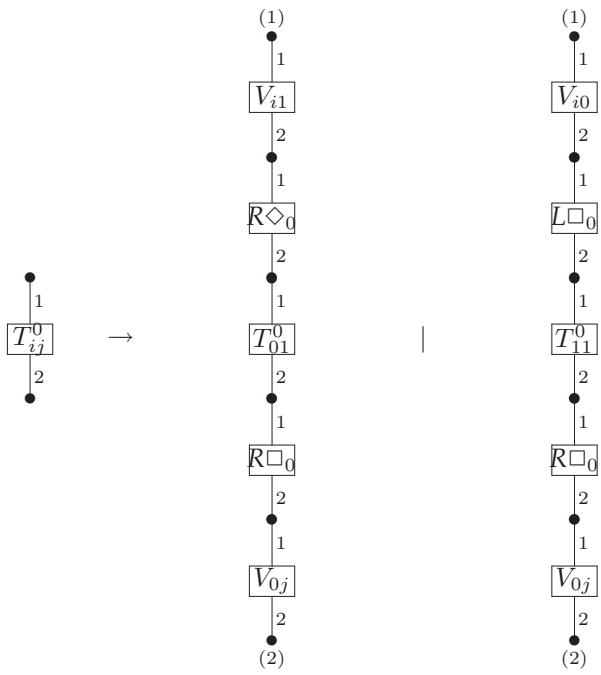 (1) (1)
1 1
V_{i1} V_{i0}
2 2
1 1
R◇_0 L□_0
2 2
1 1 1
T^0_{ij} → T^0_{01} | T^0_{11}
2 2 2
1 1
R□_0 R□_0
2 2
1 1
V_{0j} V_{0j}
2 2
(2) (2)